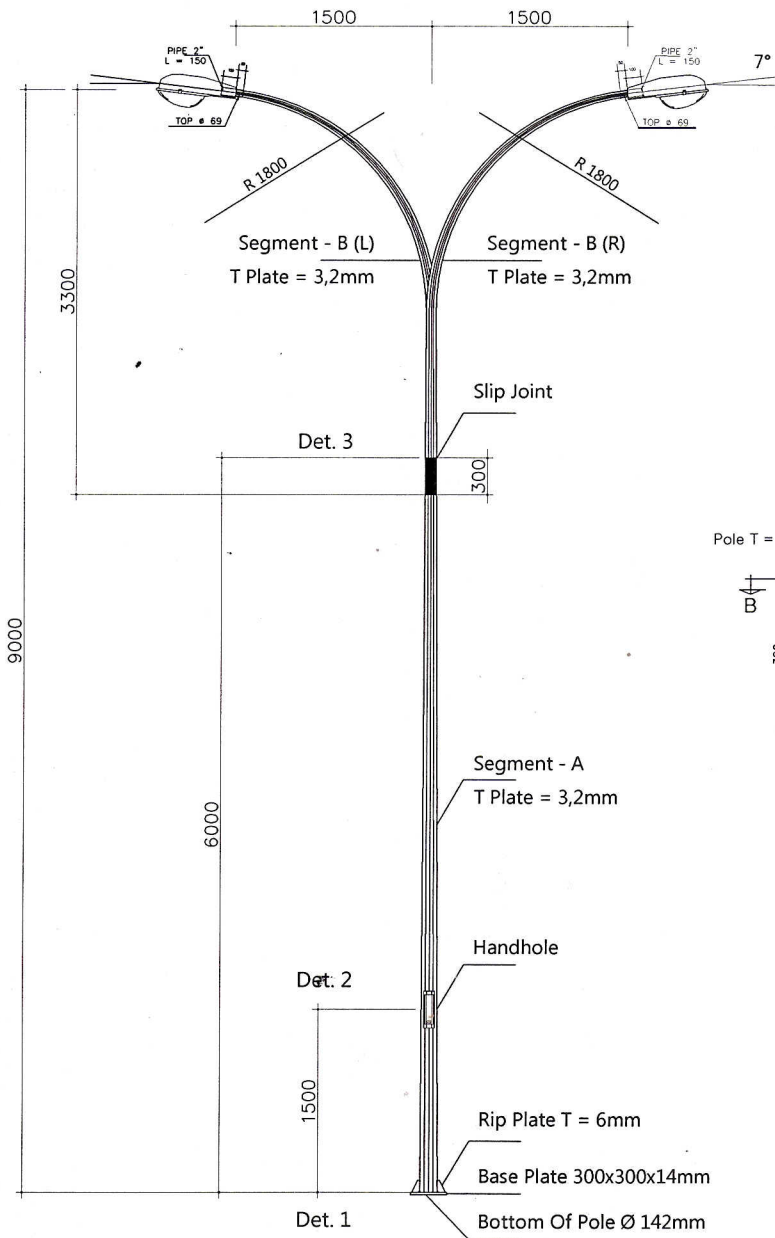 1500
1500
PIPE 2"
L = 150
PIPE 2"
L = 150
7°
TOP ø 69
TOP ø 69
R 1800
R 1800
Segment - B (L)
T Plate = 3,2mm
Segment - B (R)
T Plate = 3,2mm
3300
Slip Joint
Det. 3
300
Pole T =
B
9000
Segment - A
T Plate = 3,2mm
6000
Handhole
Det. 2
1500
Rip Plate T = 6mm
Base Plate 300x300x14mm
Det. 1
Bottom Of Pole Ø 142mm